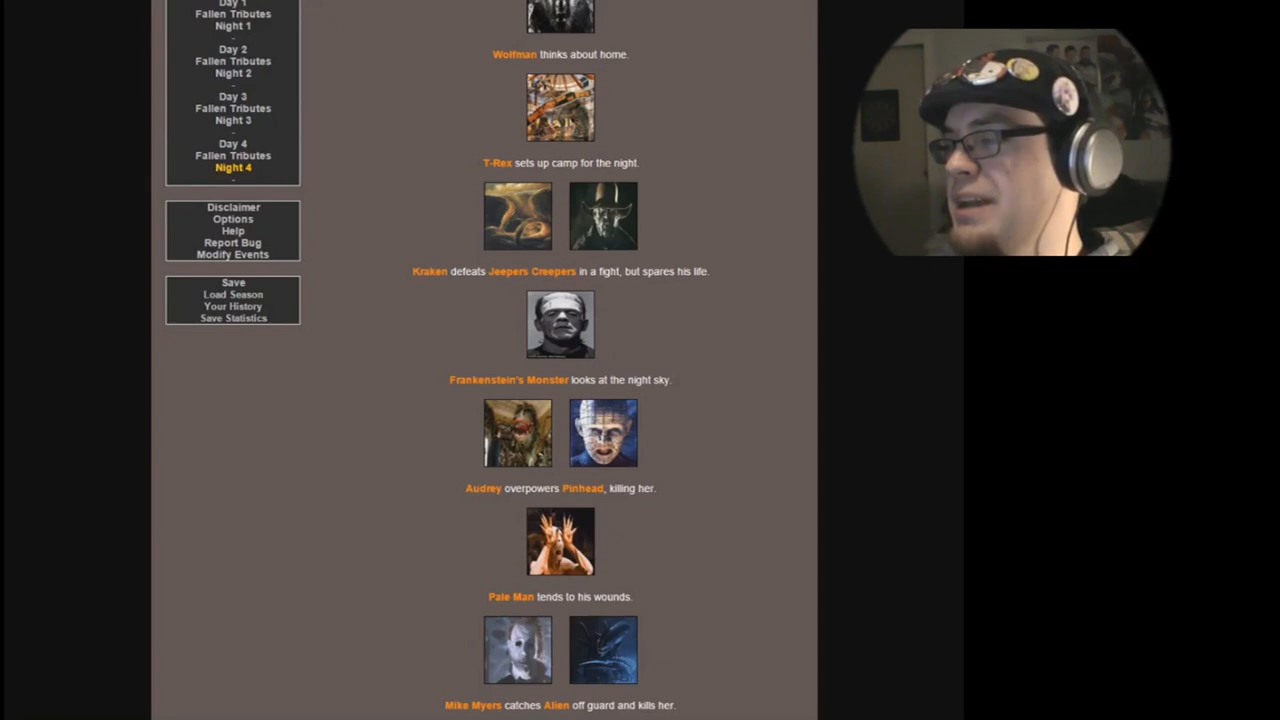 Day 1
Fallen Tributes
Night 1
-
Day 2
Fallen Tributes
Night 2
-
Day 3
Fallen Tributes
Night 3
-
Day 4
Fallen Tributes
Night 4
-
Disclaimer
Options
Help
Report Bug
Modify Events
Save
Load Season
Your History
Save Statistics
Wolfman thinks about home.
T-Rex sets up camp for the night.
Kraken defeats Jeepers Creepers in a fight, but spares his life.
Frankenstein's Monster looks at the night sky.
Audrey overpowers Pinhead, killing her.
Pale Man tends to his wounds.
Mike Myers catches Alien off guard and kills her.